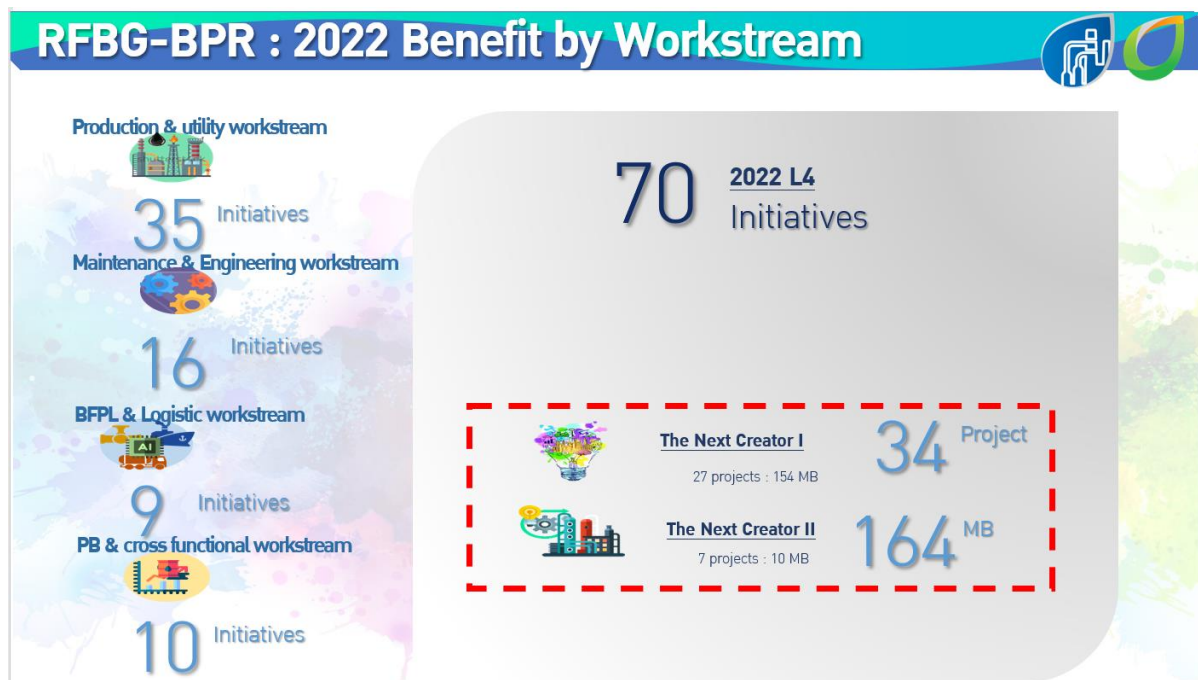 RFBG-BPR : 2022 Benefit by Workstream
Production & utility workstream
35 Initiatives
Maintenance & Engineering workstream
16 Initiatives
BFPL & Logistic workstream
AI
9 Initiatives
PB & cross functional workstream
10 Initiatives
70 2022 L4
Initiatives
The Next Creator I
27 projects : 154 MB
34 Project
The Next Creator II
7 projects : 10 MB
164 MB